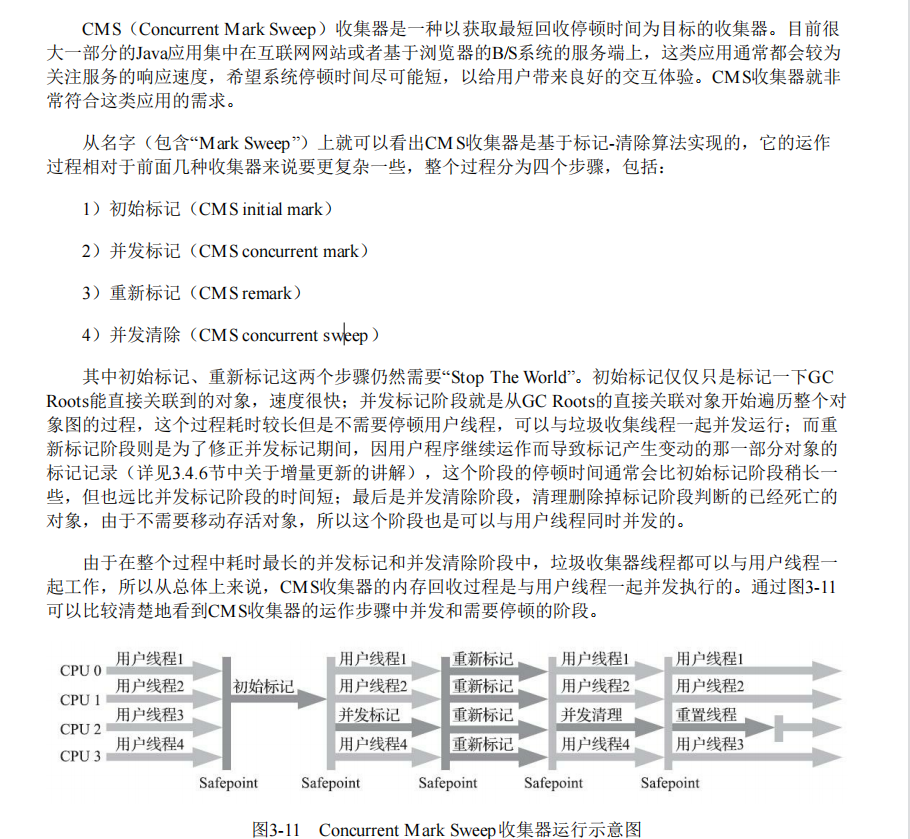 CMS（Concurrent Mark Sweep）收集器是一种以获取最短回收停顿时间为目标的收集器。目前很
大一部分的Java应用集中在互联网网站或者基于浏览器的B/S系统的服务端上，这类应用通常都会较为
关注服务的响应速度，希望系统停顿时间尽可能短，以给用户带来良好的交互体验。CMS收集器就非
常符合这类应用的需求。
从名字（包含“Mark Sweep”）上就可以看出CMS收集器是基于标记-清除算法实现的，它的运作
过程相对于前面几种收集器来说要更复杂一些，整个过程分为四个步骤，包括：
1）初始标记（CMS initial mark）
2）并发标记（CMS concurrent mark）
3）重新标记（CMS remark）
4）并发清除（CMS concurrent sweep）
其中初始标记、重新标记这两个步骤仍然需要“Stop The World”。初始标记仅仅只是标记一下GC
Roots能直接关联到的对象，速度很快；并发标记阶段就是从GC Roots的直接关联对象开始遍历整个对
象图的过程，这个过程耗时较长但是不需要停顿用户线程，可以与垃圾收集线程一起并发运行；而重
新标记阶段则是为了修正并发标记期间，因用户程序继续运作而导致标记产生变动的那一部分对象的
标记记录（详见3.4.6节中关于增量更新的讲解），这个阶段的停顿时间通常会比初始标记阶段稍长一
些，但也远比并发标记阶段的时间短；最后是并发清除阶段，清理删除掉标记阶段判断的已经死亡的
对象，由于不需要移动存活对象，所以这个阶段也是可以与用户线程同时并发的。
由于在整个过程中耗时最长的并发标记和并发清除阶段中，垃圾收集器线程都可以与用户线程一
起工作，所以从总体上来说，CMS收集器的内存回收过程是与用户线程一起并发执行的。通过图3-11
可以比较清楚地看到CMS收集器的运作步骤中并发和需要停顿的阶段。
CPU 0 用户线程1 用户线程1 重新标记 用户线程1 用户线程1
CPU 1 用户线程2 初始标记 用户线程2 重新标记 用户线程2 用户线程2
CPU 2 用户线程3 并发标记 重新标记 并发清理 重置线程
CPU 3 用户线程4 用户线程4 重新标记 用户线程4 用户线程3
Safepoint Safepoint Safepoint Safepoint Safepoint
图3-11 Concurrent Mark Sweep收集器运行示意图